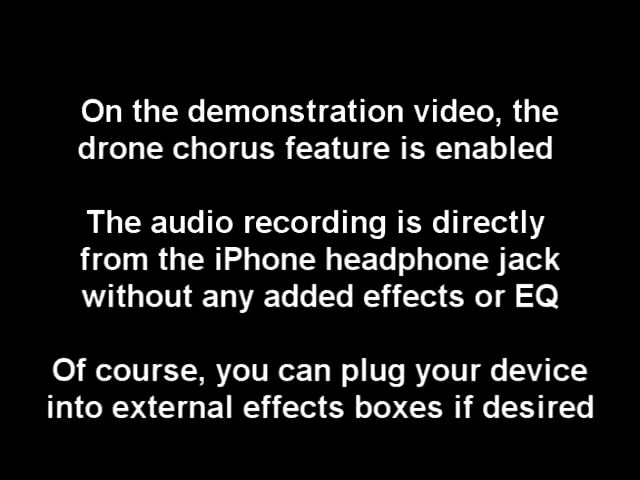 On the demonstration video, the
drone chorus feature is enabled
The audio recording is directly
from the iPhone headphone jack
without any added effects or EQ
Of course, you can plug your device
into external effects boxes if desired